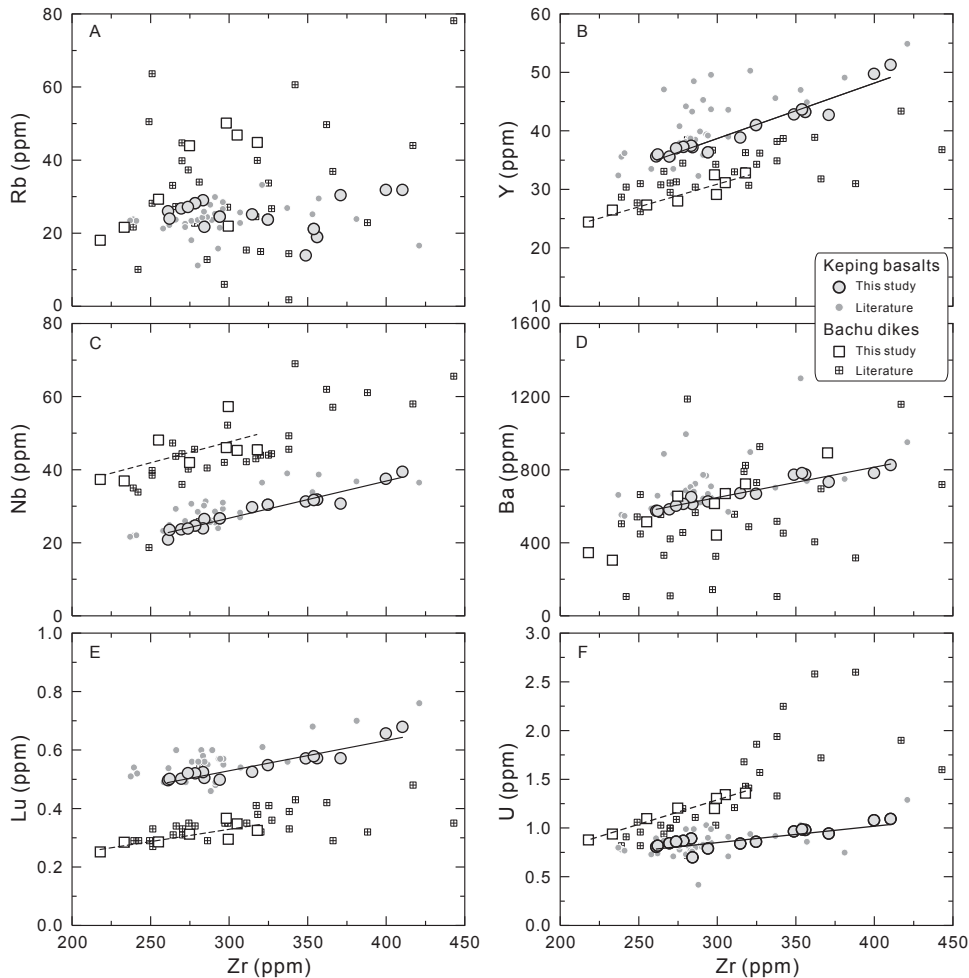 A
80
60
40
20
0
Rb (ppm)
B
60
50
40
30
20
10
Y (ppm)
Keping basalts
This study
Literature
Bachu dikes
This study
Literature
C
80
60
40
20
0
Nb (ppm)
D
1600
1200
800
400
0
Ba (ppm)
E
1.0
0.8
0.6
0.4
0.2
0.0
Lu (ppm)
200 250 300 350 400 450
Zr (ppm)
F
3.0
2.5
2.0
1.5
1.0
0.5
0.0
U (ppm)
200 250 300 350 400 450
Zr (ppm)